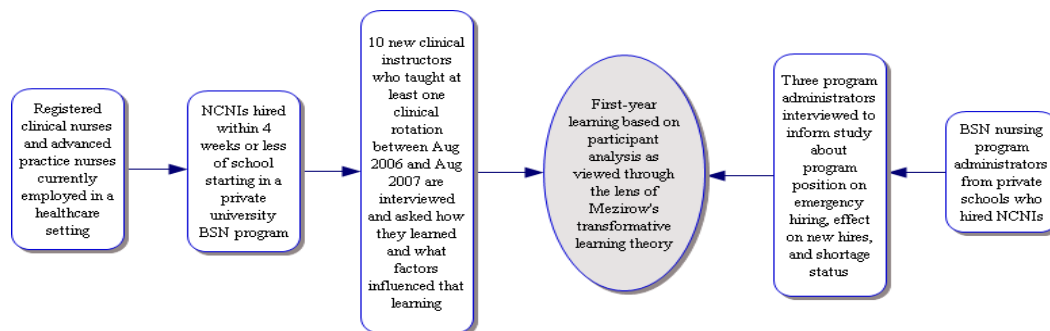 Registered
clinical nurses
and advanced
practice nurses
currently
employed in a
healthcare
setting
NCNIs hired
within 4
weeks or less
of school
starting in a
private
university
BSN program
10 new clinical
instructors
who taught at
least one
clinical
rotation
between Aug
2006 and Aug
2007 are
interviewed
and asked how
they learned
and what
factors
influenced that
learning
First-year
learning based on
participant
analysis as
viewed through
the lens of
Mezirow's
transformative
learning theory
Three program
administrators
interviewed to
inform study
about
program
position on
emergency
hiring, effect
on new hires,
and shortage
status
BSN nursing
program
administrators
from private
schools who
hired NCNIs